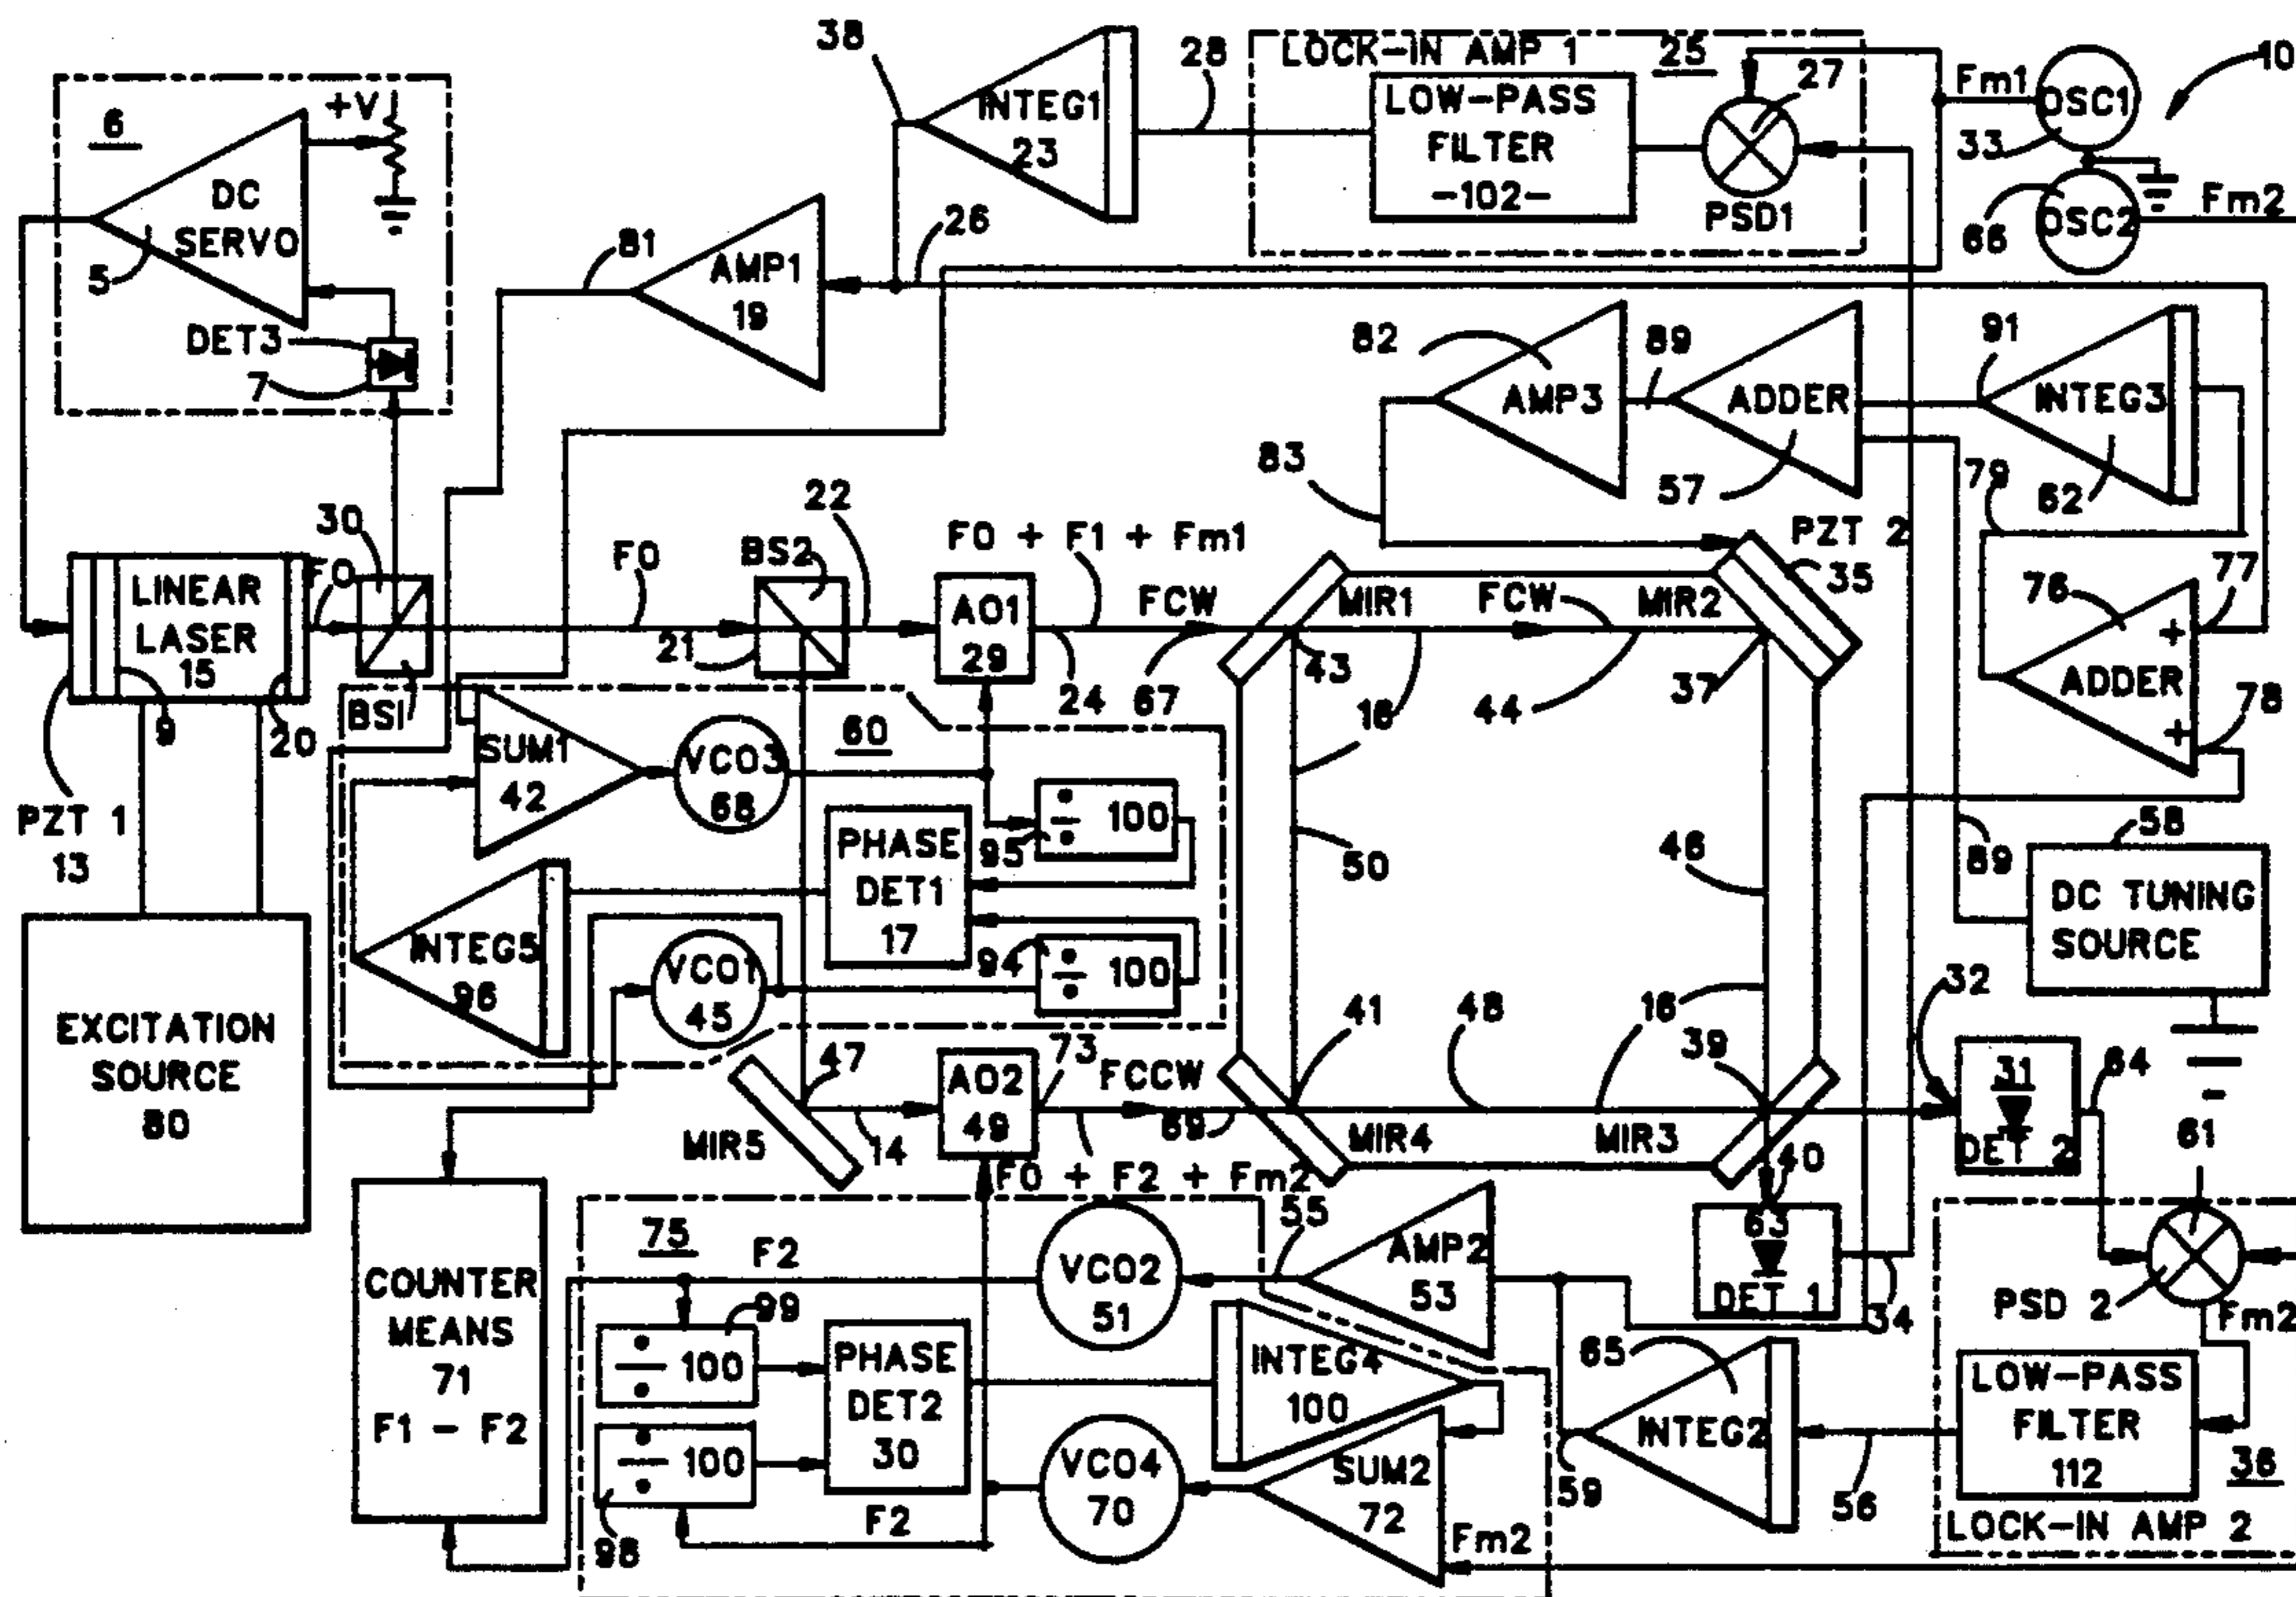 38
28
LOCK-IN AMP 1
25
27
Fm1
OSC1
33
10
66
OSC2
Fm2
LOW-PASS
FILTER
-102-
PSD1
INTEG1
23
26
6
+V
DC
SERVO
5
DET3
7
81
AMP1
19
82
AMP3
89
ADDER
57
91
INTEG3
62
79
83
PZT 2
35
77
76
+
ADDER
+
78
30
F0
LINEAR
LASER
15
BS1
9
20
PZT 1
13
F0
21
BS2
22
F0 + F1 + Fm1
AO1
29
24
FCW
67
MIR1
43
16
FCW
44
MIR2
37
SUM1
42
VCO3
68
60
÷ 100
95
PHASE
DET1
17
INTEG5
96
VCO1
45
94
÷ 100
16
50
46
16
89
58
DC TUNING
SOURCE
EXCITATION
SOURCE
80
47
MIR5
14
AO2
49
73
FCCW
69
F0 + F2 + Fm2
41
MIR4
48
MIR3
39
40
32
31
DET 2
64
61
PSD 2
Fm2
63
DET 1
34
COUNTER
MEANS
71
F1 - F2
75
F2
99
÷ 100
÷ 100
98
PHASE
DET2
30
F2
VCO2
51
55
AMP2
53
INTEG4
100
VCO4
70
SUM2
72
Fm2
65
INTEG2
59
56
LOW-PASS
FILTER
112
36
LOCK-IN AMP 2